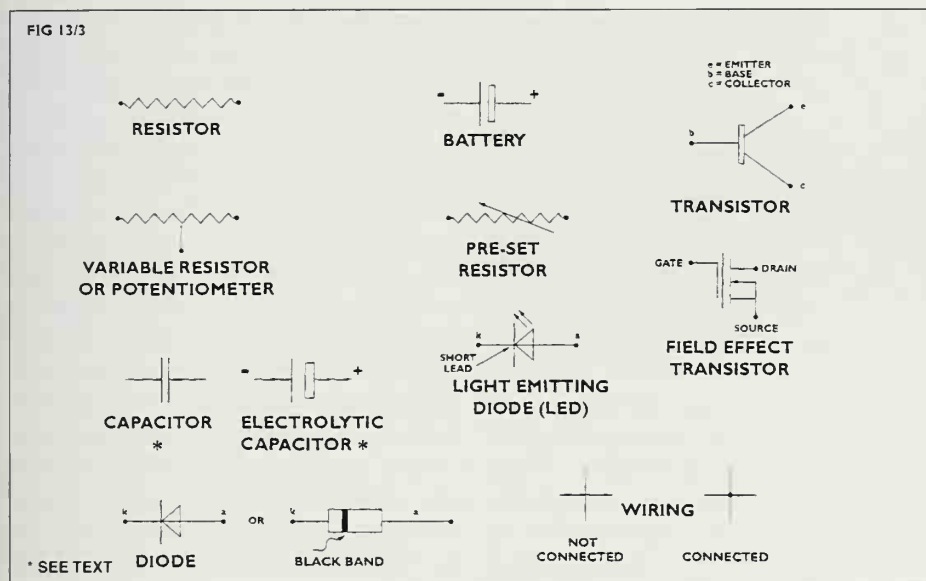 FIG 13/3
e = EMITTER
b = BASE
c = COLLECTOR
RESISTOR
- +
BATTERY
b
e
c
TRANSISTOR
VARIABLE RESISTOR
OR POTENTIOMETER
PRE-SET
RESISTOR
GATE
DRAIN
SOURCE
FIELD EFFECT
TRANSISTOR
k a
SHORT
LEAD
LIGHT EMITTING
DIODE (LED)
CAPACITOR
*
- +
ELECTROLYTIC
CAPACITOR *
k a
DIODE
OR
k a
BLACK BAND
WIRING
NOT
CONNECTED
CONNECTED
* SEE TEXT